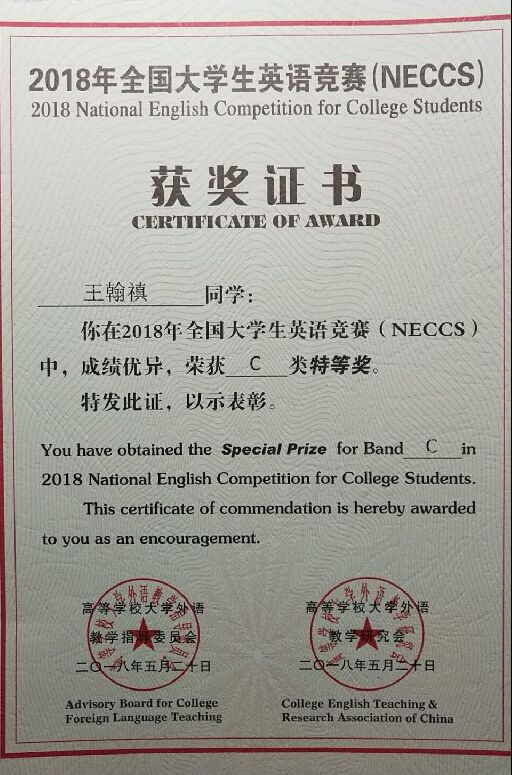 2018年全国大学生英语竞赛(NECCS)
2018 National English Competition for College Students
获奖证书
CERTIFICATE OF AWARD
王翰禛同学：
你在2018年全国大学生英语竞赛（NECCS）
中，成绩优异，荣获 C 类特等奖。
特发此证，以示表彰。
You have obtained the Special Prize for Band C in
2018 National English Competition for College Students.
This certificate of commendation is hereby awarded
to you as an encouragement.
高等学校大学外语
教学指导委员会
二〇一八年五月二十日
Advisory Board for College
Foreign Language Teaching
高等学校大学外语
教学研究会
二〇一八年五月二十日
College English Teaching &
Research Association of China